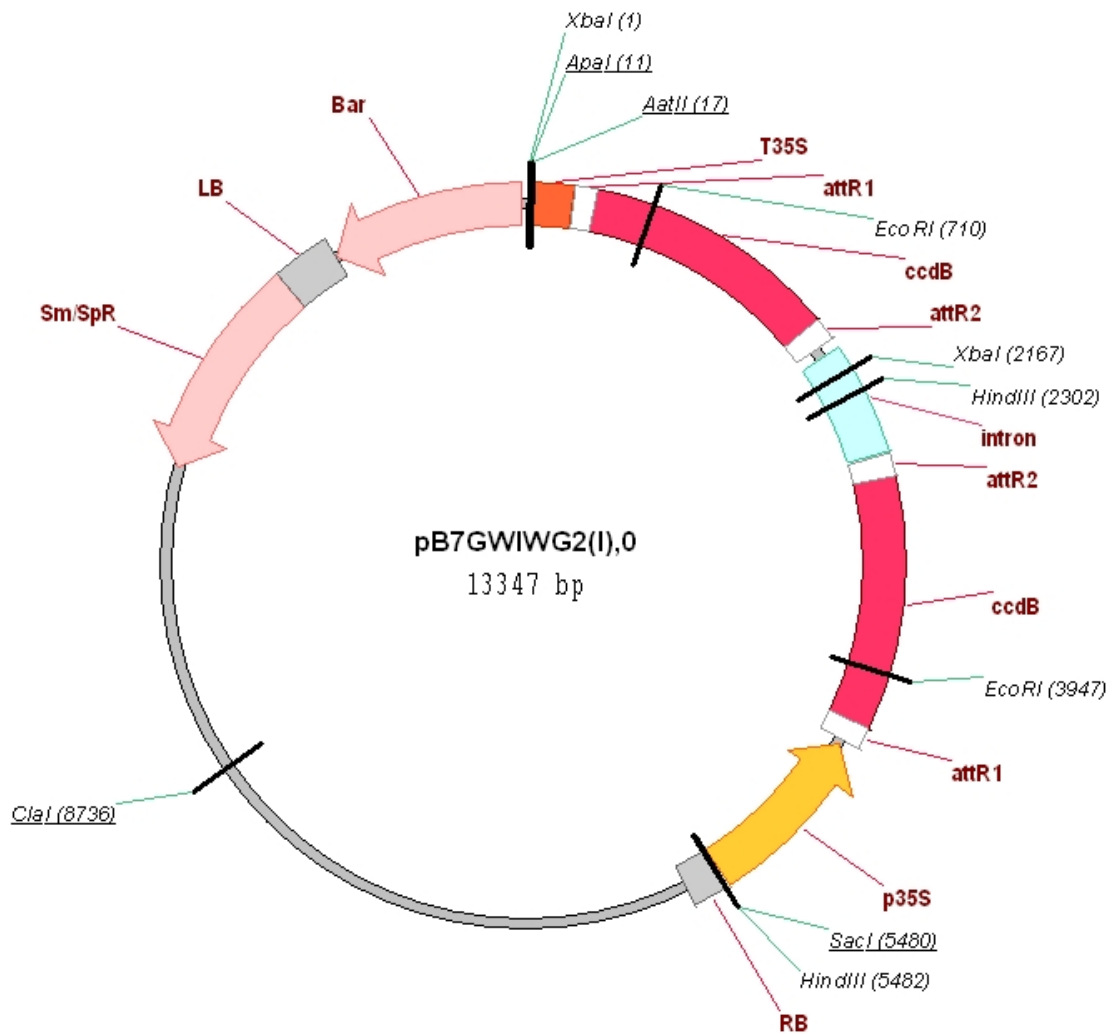 XbaI (1)
ApaI (11)
AatII (17)
Bar
T35S
LB
attR1
EcoRI (710)
ccdB
Sm/SpR
attR2
XbaI (2167)
HindIII (2302)
intron
attR2
pB7GWIWG2(I),0
13347 bp
ccdB
EcoRI (3947)
attR1
ClaI (8736)
p35S
SacI (5480)
HindIII (5482)
RB